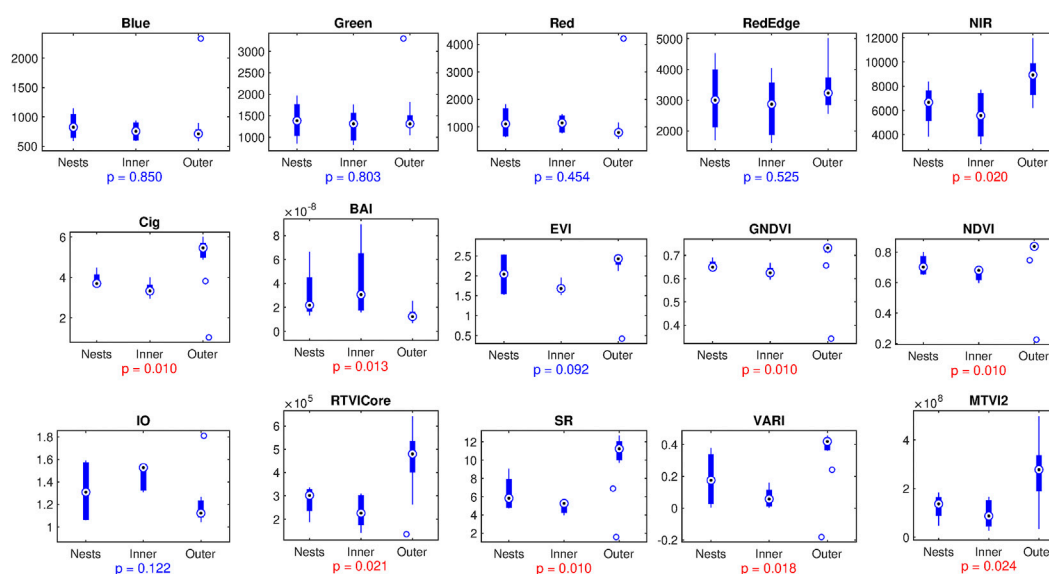 Blue
2000
1500
1000
500
Nests Inner Outer
p = 0.850
Green
3000
2500
2000
1500
1000
Nests Inner Outer
p = 0.803
Red
4000
3000
2000
1000
Nests Inner Outer
p = 0.454
RedEdge
5000
4000
3000
2000
Nests Inner Outer
p = 0.525
NIR
12000
10000
8000
6000
4000
Nests Inner Outer
p = 0.020
Cig
6
4
2
Nests Inner Outer
p = 0.010
×10-8
BAI
8
6
4
2
0
Nests Inner Outer
p = 0.013
EVI
2.5
2
1.5
1
0.5
Nests Inner Outer
p = 0.092
GNDVI
0.7
0.6
0.5
0.4
Nests Inner Outer
p = 0.010
NDVI
0.8
0.6
0.4
0.2
Nests Inner Outer
p = 0.010
IO
1.8
1.6
1.4
1.2
1
Nests Inner Outer
p = 0.122
×105
RTVICore
6
4
2
Nests Inner Outer
p = 0.021
SR
12
10
8
6
4
2
Nests Inner Outer
p = 0.010
VARI
0.4
0.2
0
-0.2
Nests Inner Outer
p = 0.018
×108
MTVI2
4
2
0
Nests Inner Outer
p = 0.024